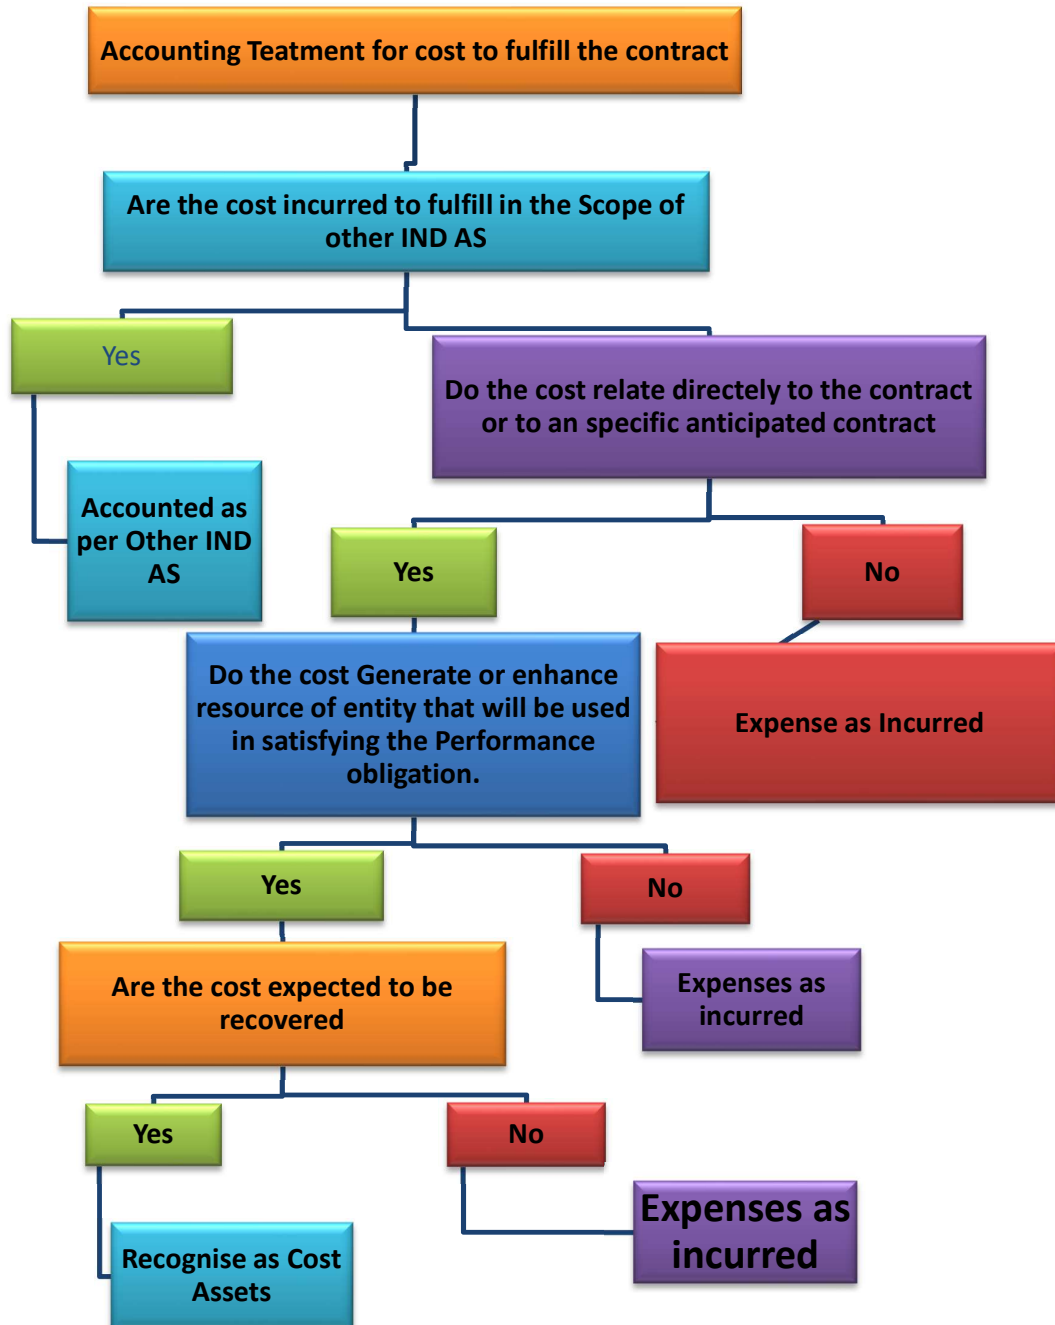 Accounting Teatment for cost to fulfill the contract
Are the cost incurred to fulfill in the Scope of
other IND AS
Yes
Do the cost relate directely to the contract
or to an specific anticipated contract
Accounted as
per Other IND
AS
Yes
No
Do the cost Generate or enhance
resource of entity that will be used
in satisfying the Performance
obligation.
Expense as Incurred
Yes
No
Are the cost expected to be
recovered
Expenses as
incurred
Yes
No
Recognise as Cost
Assets
Expenses as
incurred